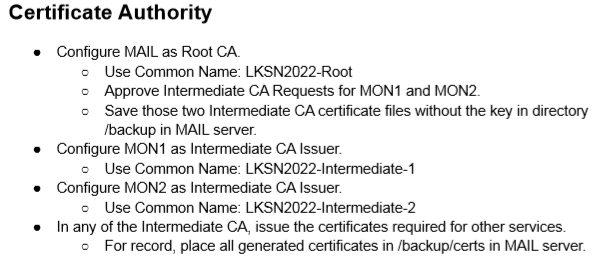 Certificate Authority
● Configure MAIL as Root CA.
○ Use Common Name: LKSN2022-Root
○ Approve Intermediate CA Requests for MON1 and MON2.
○ Save those two Intermediate CA certificate files without the key in directory
/backup in MAIL server.
● Configure MON1 as Intermediate CA Issuer.
○ Use Common Name: LKSN2022-Intermediate-1
● Configure MON2 as Intermediate CA Issuer.
○ Use Common Name: LKSN2022-Intermediate-2
● In any of the Intermediate CA, issue the certificates required for other services.
○ For record, place all generated certificates in /backup/certs in MAIL server.